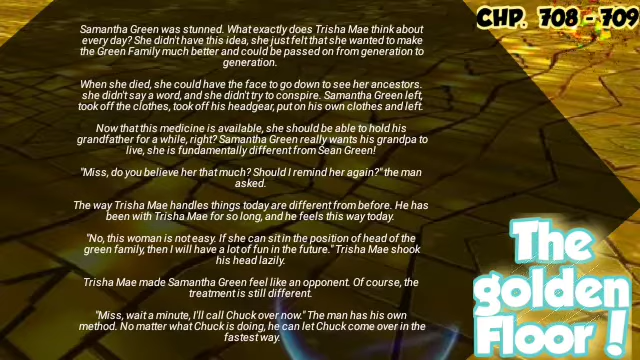 CHP. 708 - 709
Samantha Green was stunned. What exactly does Trisha Mae think about
every day? She didn't have this idea, she just felt that she wanted to make
the Green Family much better and could be passed on from generation to
generation.
When she died, she could have the face to go down to see her ancestors.
she didn't say a word, and she didn't try to conspire. Samantha Green left,
took off the clothes, took off his headgear, put on his own clothes and left.
Now that this medicine is available, she should be able to hold his
grandfather for a while, right? Samantha Green really wants his grandpa to
live, she is fundamentally different from Sean Green!
"Miss, do you believe her that much? Should I remind her again?" the man
asked.
The way Trisha Mae handles things today are different from before. He has
been with Trisha Mae for so long, and he feels this way today.
"No, this woman is not easy. If she can sit in the position of head of the
green family, then I will have a lot of fun in the future." Trisha Mae shook
his head lazily.
Trisha Mae made Samantha Green feel like an opponent. Of course, the
treatment is still different.
"Miss, wait a minute, I'll call Chuck over now." The man has his own
method. No matter what Chuck is doing, he can let Chuck come over in the
fastest way.
The
golden
Floor !